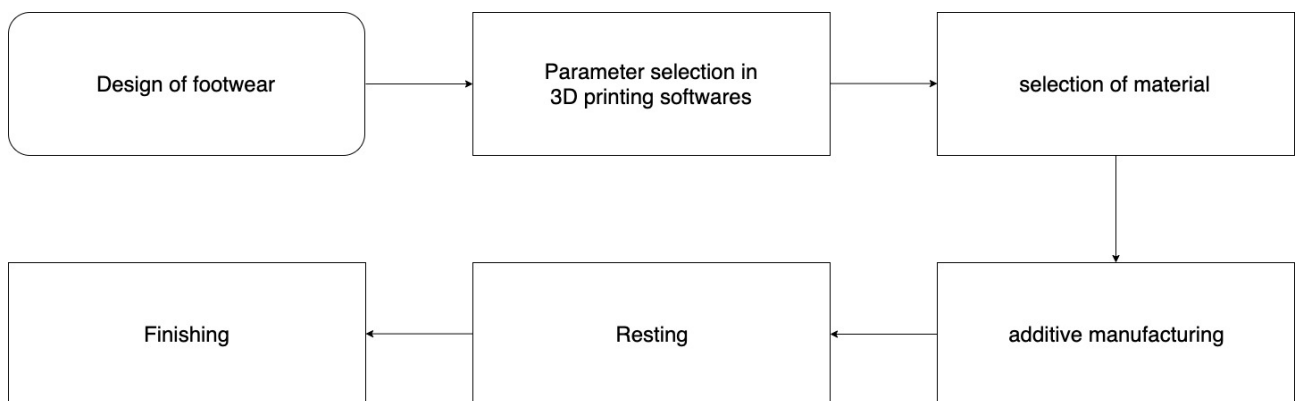 Design of footwear
Parameter selection in
3D printing softwares
selection of material
additive manufacturing
Resting
Finishing